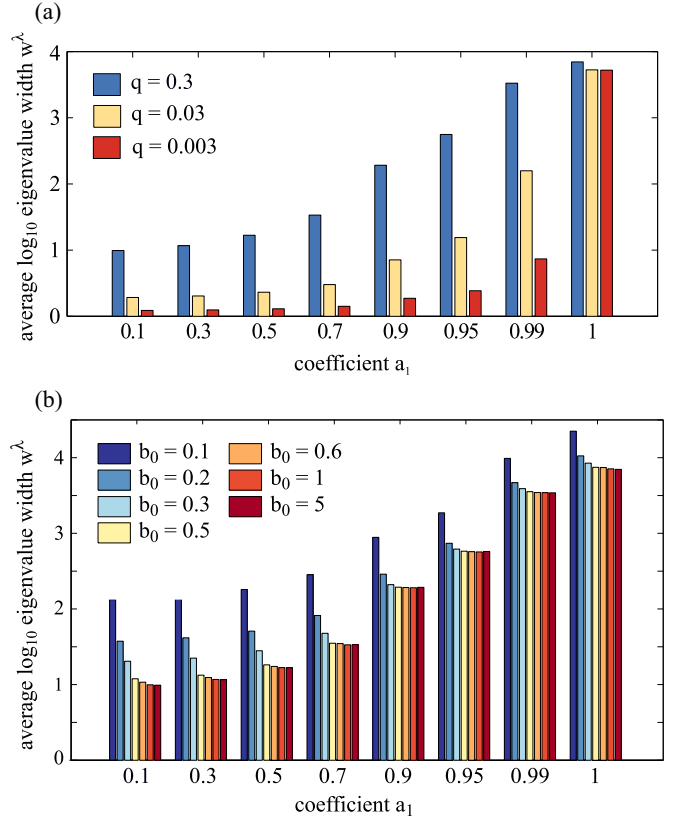 (a)
average log₁₀ eigenvalue width wλ
4
3
2
1
0
q = 0.3
q = 0.03
q = 0.003
0.1 0.3 0.5 0.7 0.9 0.95 0.99 1
coefficient a₁
(b)
average log₁₀ eigenvalue width wλ
4
3
2
1
0
b₀ = 0.1 b₀ = 0.6
b₀ = 0.2 b₀ = 1
b₀ = 0.3 b₀ = 5
b₀ = 0.5
0.1 0.3 0.5 0.7 0.9 0.95 0.99 1
coefficient a₁